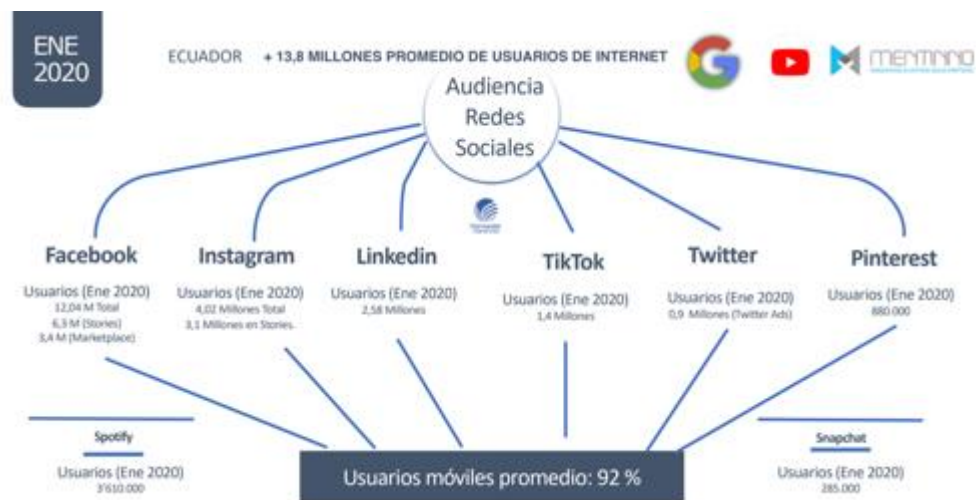 ENE
2020
ECUADOR + 13,8 MILLONES PROMEDIO DE USUARIOS DE INTERNET
MENTINNO
Audiencia
Redes
Sociales
Facebook
Usuarios (Ene 2020)
12,04 M Total
6,3 M (Stories)
3,4 M (Marketplace)
Instagram
Usuarios (Ene 2020)
4,02 Millones Total
3,1 Millones en Stories.
Linkedin
Usuarios (Ene 2020)
2,58 Millones
TikTok
Usuarios (Ene 2020)
1,4 Millones
Twitter
Usuarios (Ene 2020)
0,9 Millones (Twitter Ads)
Pinterest
Usuarios (Ene 2020)
880.000
Spotify
Usuarios (Ene 2020)
3'610.000
Usuarios móviles promedio: 92 %
Snapchat
Usuarios (Ene 2020)
285.000